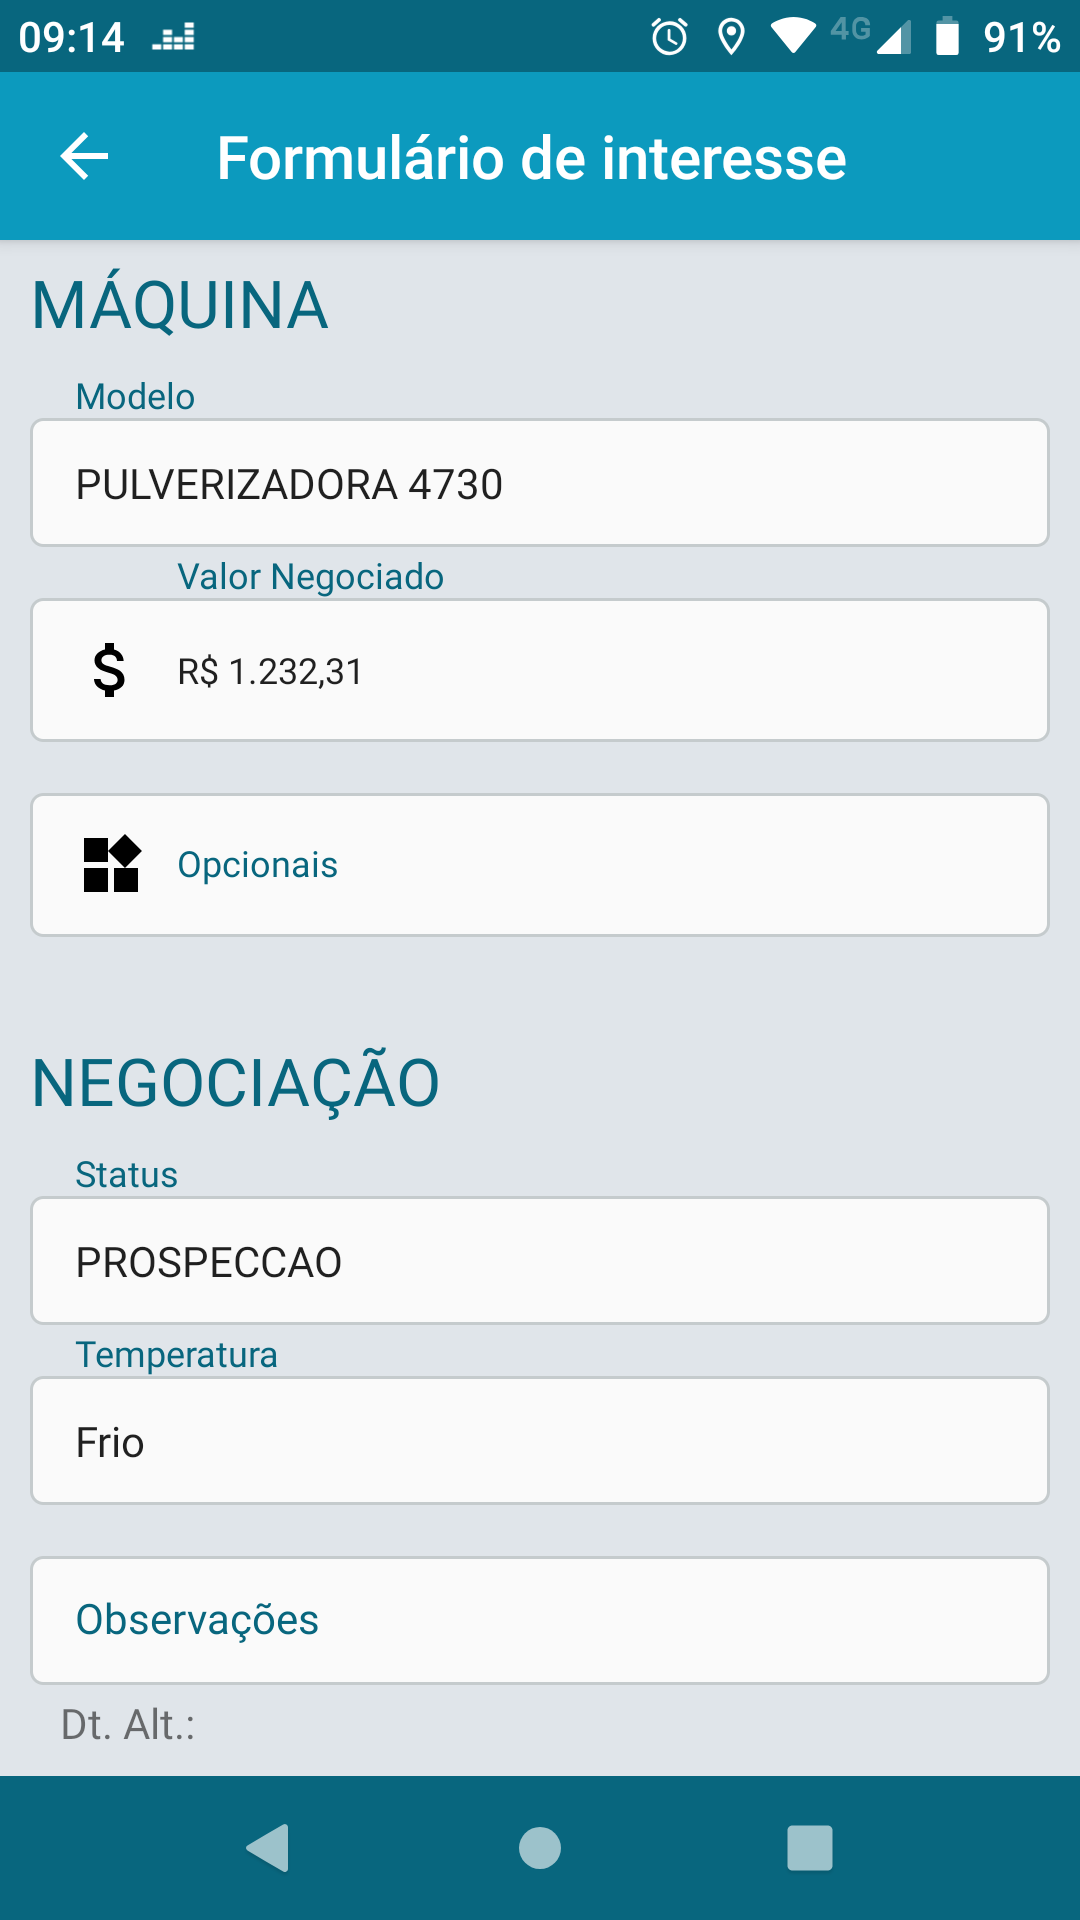 09:14 4G 91%
Formulário de interesse
MÁQUINA
Modelo
PULVERIZADORA 4730
Valor Negociado
R$ 1.232,31
Opcionais
NEGOCIAÇÃO
Status
PROSPECCAO
Temperatura
Frio
Observações
Dt. Alt.: